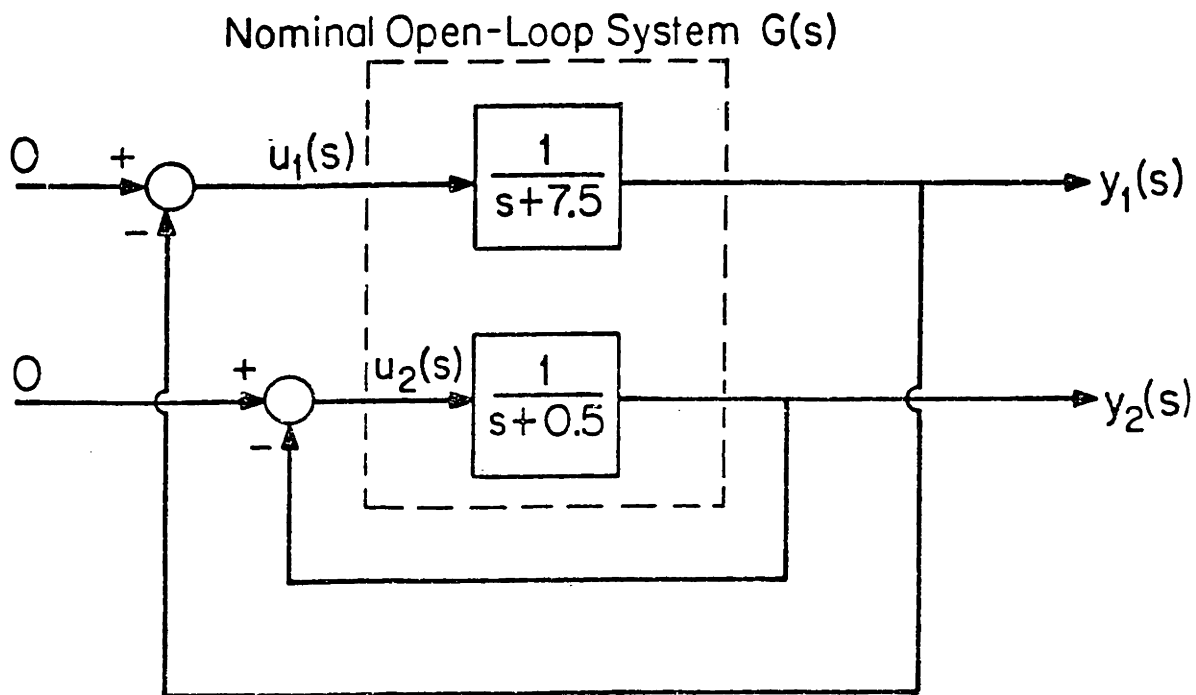 Nominal Open-Loop System G(s)
0
+
-
u₁(s)
1
s+7.5
y₁(s)
0
+
-
u₂(s)
1
s+0.5
y₂(s)